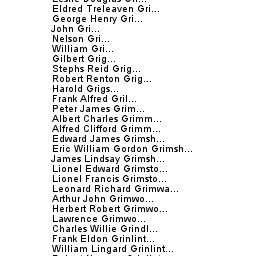 Leslie Douglas Gri...
Eldred Treleaven Gri...
George Henry Gri...
John Gri...
Nelson Gri...
William Gri...
Gilbert Grig...
Stephs Reid Grig...
Robert Renton Grig...
Harold Grigs...
Frank Alfred Gril...
Peter James Grim...
Albert Charles Grimm...
Alfred Clifford Grimm...
Edward James Grimsh...
Eric William Gordon Grimsh...
James Lindsay Grimsh...
Lionel Edward Grimsto...
Lionel Francis Grimsto...
Leonard Richard Grimwa...
Arthur John Grimwo...
Herbert Robert Grimwo...
Lawrence Grimwo...
Charles Willie Grindl...
Frank Eldon Grinlint...
William Lingard Grinlint...